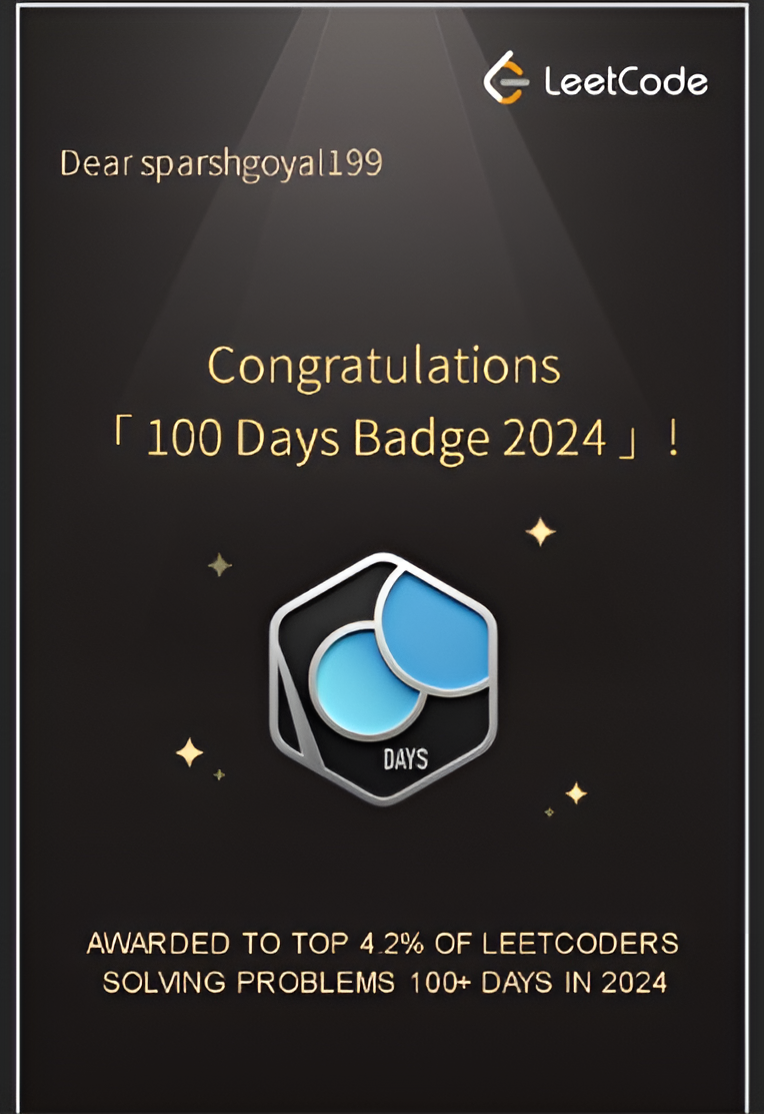 LeetCode
Dear sparshgoyal199
Congratulations
「 100 Days Badge 2024 」 !
DAYS
AWARDED TO TOP 4.2% OF LEETCODERS
SOLVING PROBLEMS 100+ DAYS IN 2024